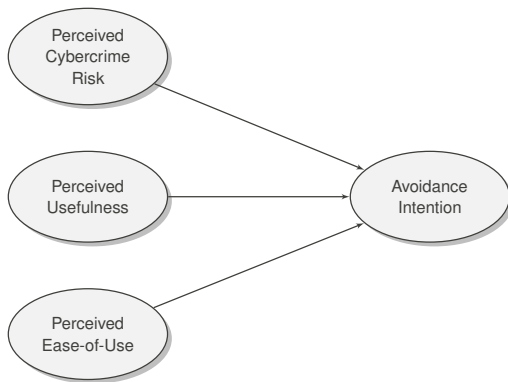 Perceived
Cybercrime
Risk
Perceived
Usefulness
Avoidance
Intention
Perceived
Ease-of-Use